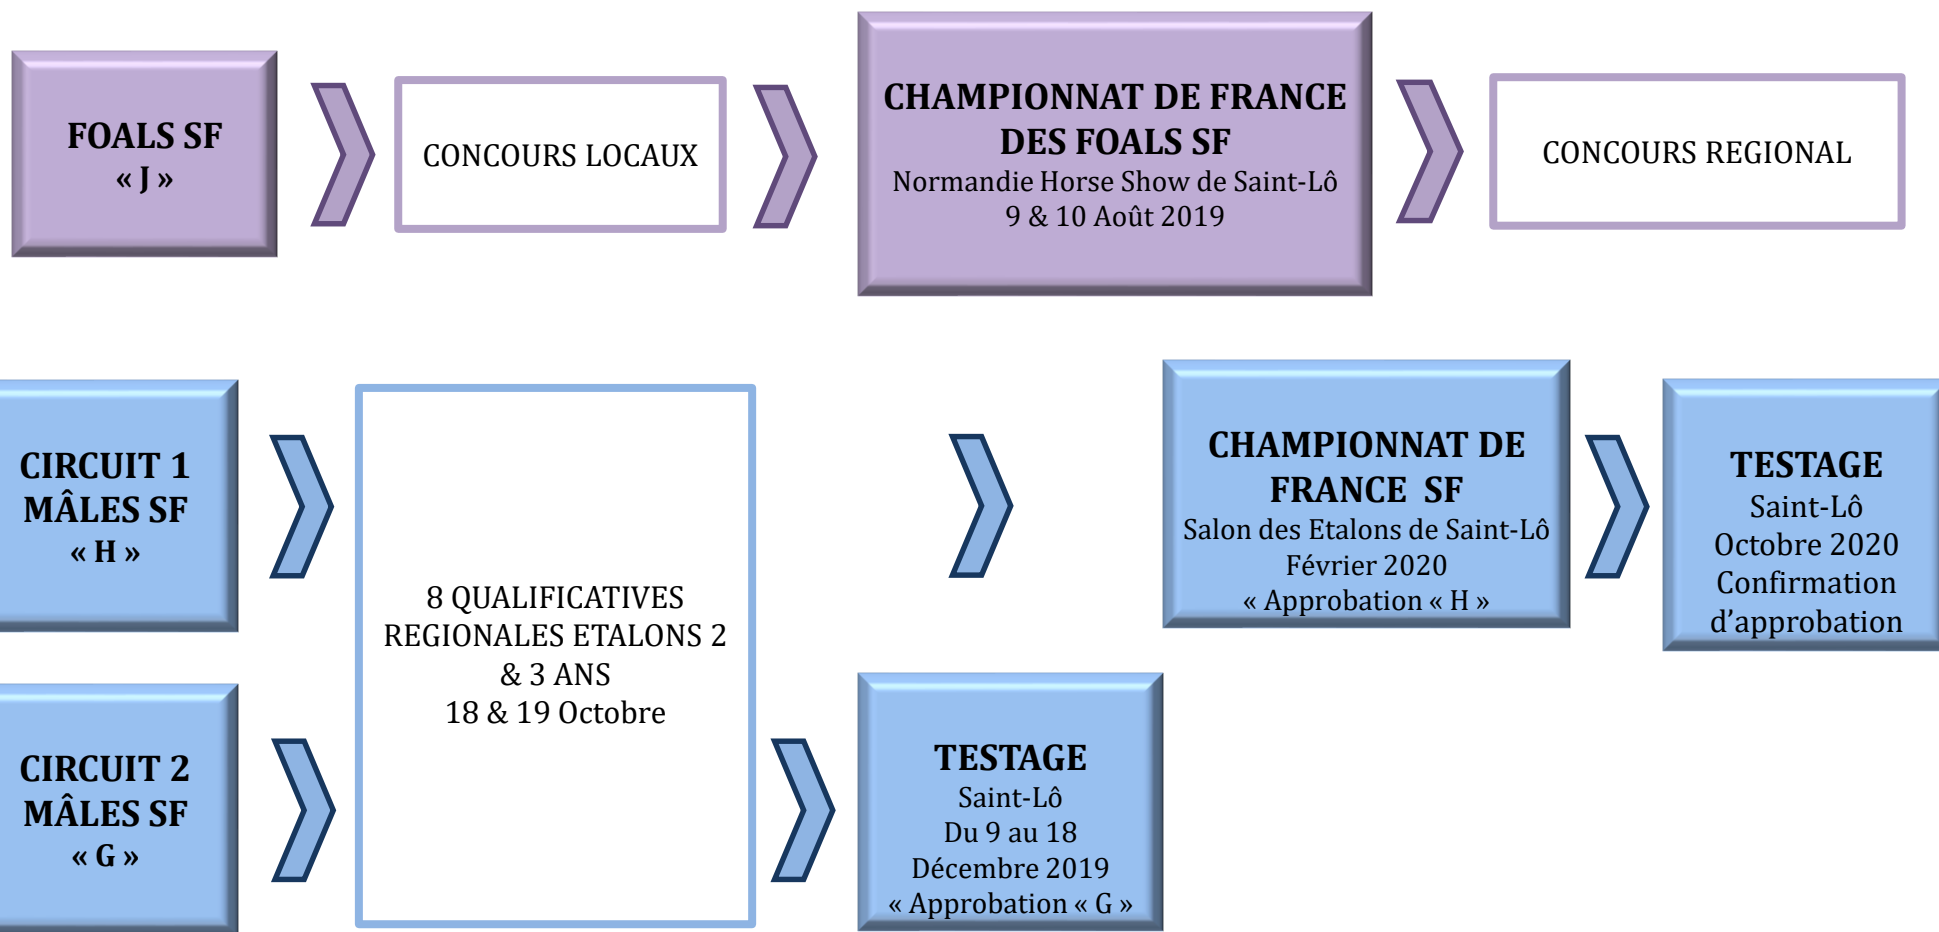 FOALS SF
« J »
CONCOURS LOCAUX
CHAMPIONNAT DE FRANCE
DES FOALS SF
Normandie Horse Show de Saint-Lô
9 & 10 Août 2019
CONCOURS REGIONAL
CIRCUIT 1
MÂLES SF
« H »
8 QUALIFICATIVES
REGIONALES ETALONS 2
& 3 ANS
18 & 19 Octobre
CHAMPIONNAT DE
FRANCE SF
Salon des Etalons de Saint-Lô
Février 2020
« Approbation « H »
TESTAGE
Saint-Lô
Octobre 2020
Confirmation
d’approbation
CIRCUIT 2
MÂLES SF
« G »
TESTAGE
Saint-Lô
Du 9 au 18
Décembre 2019
« Approbation « G »